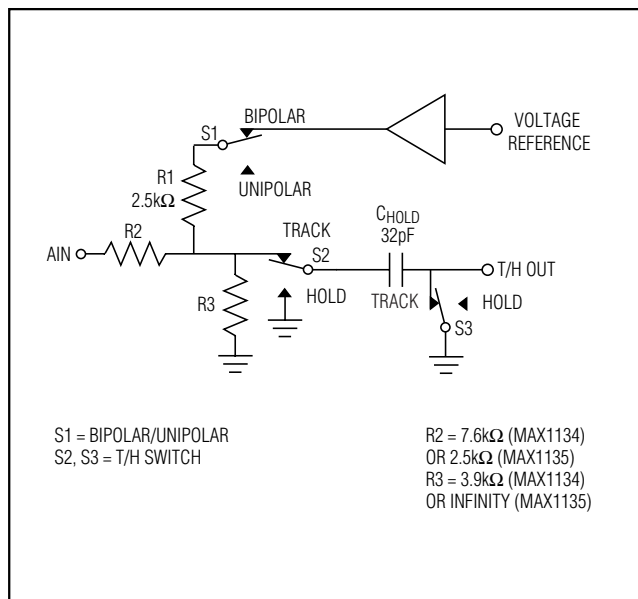 BIPOLAR
VOLTAGE
REFERENCE
S1
UNIPOLAR
R1
2.5kΩ
TRACK
CHOLD
32pF
AIN
R2
S2
T/H OUT
R3
HOLD
TRACK
HOLD
S3
S1 = BIPOLAR/UNIPOLAR
S2, S3 = T/H SWITCH
R2 = 7.6kΩ (MAX1134)
OR 2.5kΩ (MAX1135)
R3 = 3.9kΩ (MAX1134)
OR INFINITY (MAX1135)